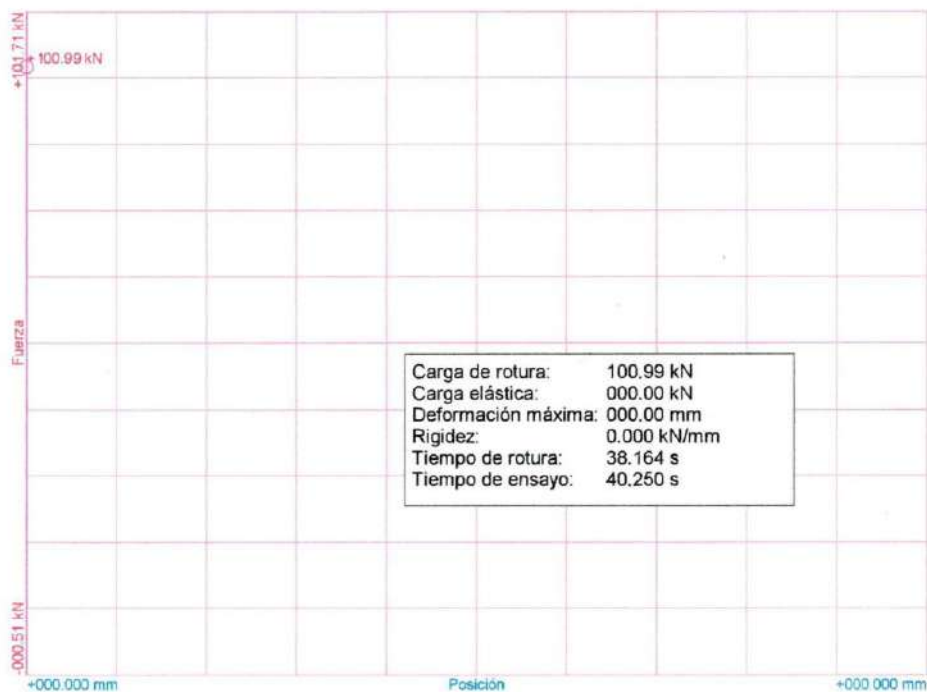 +101.71 kN
+100.99 kN
Fuerza
Carga de rotura: 100.99 kN
Carga elástica: 000.00 kN
Deformación máxima: 000.00 mm
Rigidez: 0.000 kN/mm
Tiempo de rotura: 38.164 s
Tiempo de ensayo: 40.250 s
-000.51 kN
+000.000 mm Posición +000.000 mm